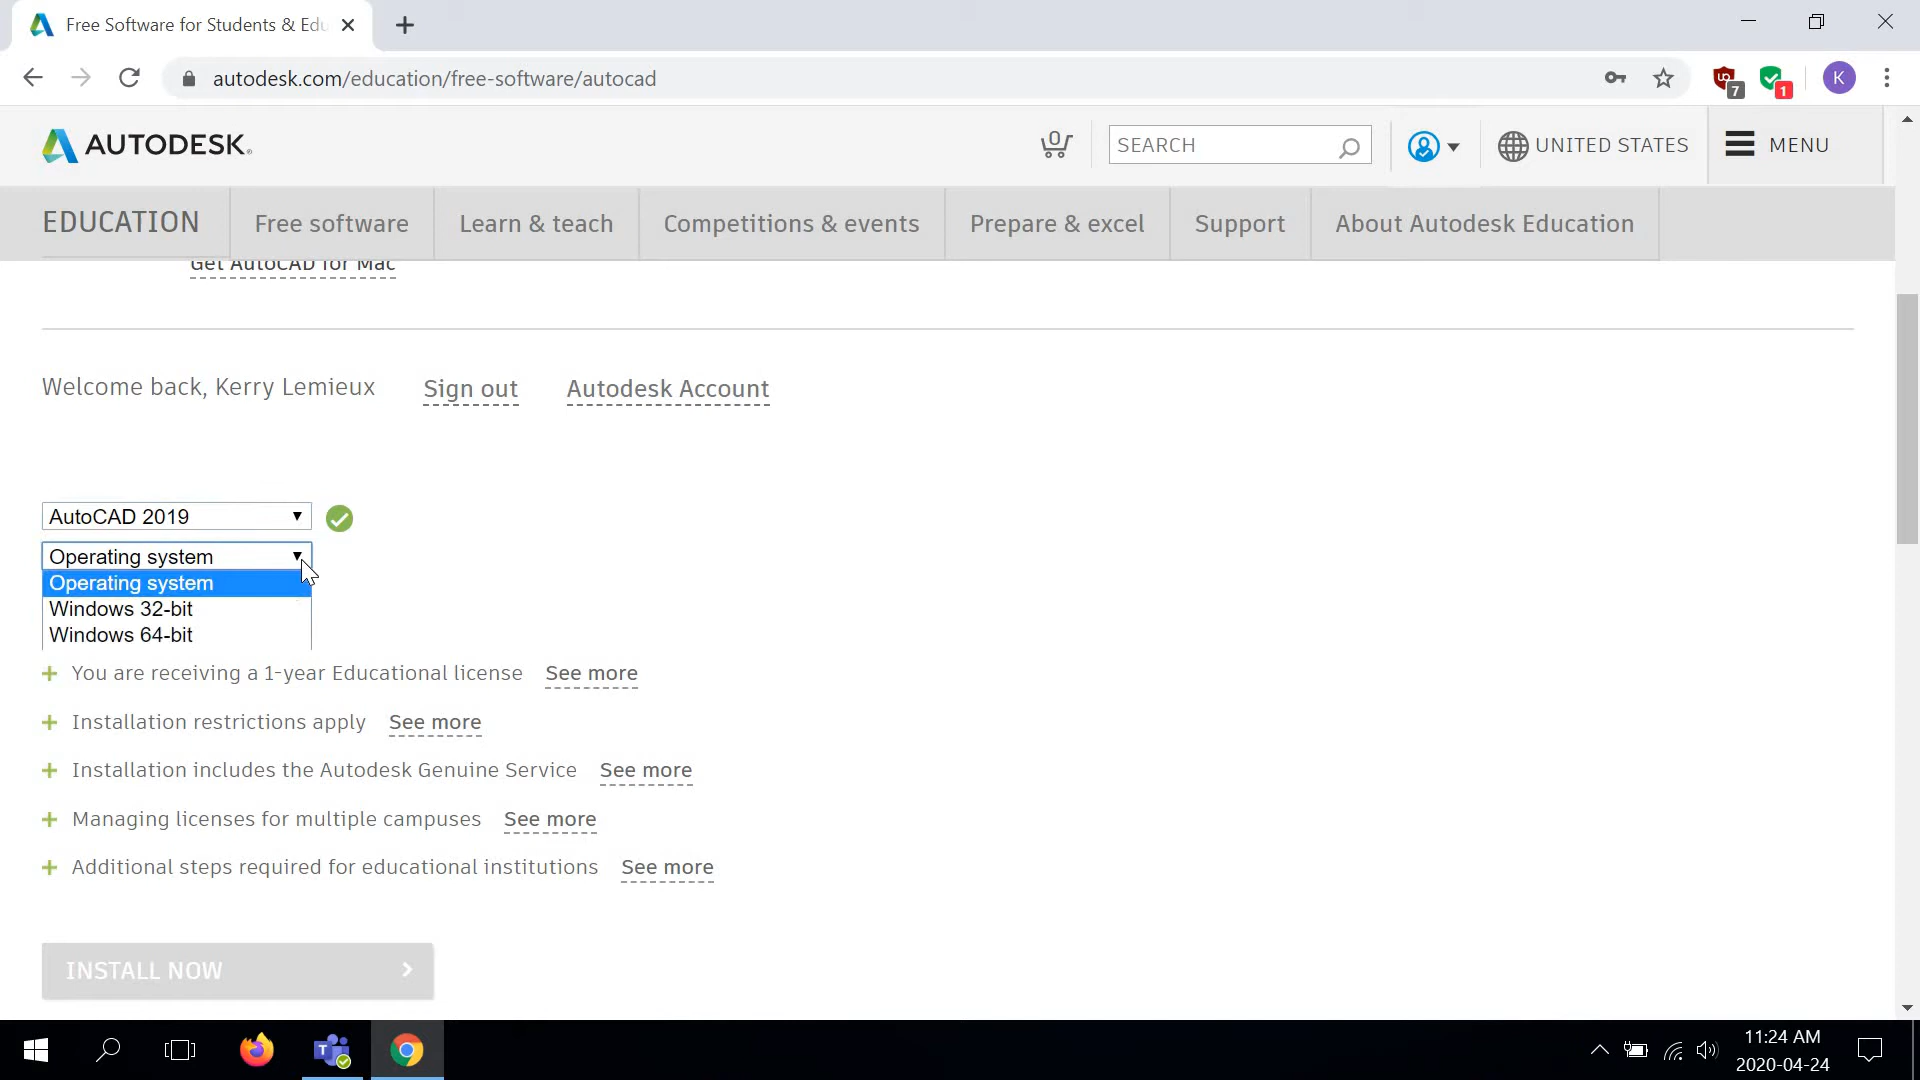 Free Software for Students & Edu
autodesk.com/education/free-software/autocad
7
1
K
AUTODESK.
0
SEARCH
UNITED STATES
MENU
EDUCATION
Free software
Learn & teach
Competitions & events
Prepare & excel
Support
About Autodesk Education
Get AutoCAD for Mac
Welcome back, Kerry Lemieux
Sign out
Autodesk Account
AutoCAD 2019
Operating system
Operating system
Windows 32-bit
Windows 64-bit
You are receiving a 1-year Educational license See more
Installation restrictions apply See more
Installation includes the Autodesk Genuine Service See more
Managing licenses for multiple campuses See more
Additional steps required for educational institutions See more
INSTALL NOW
11:24 AM
2020-04-24